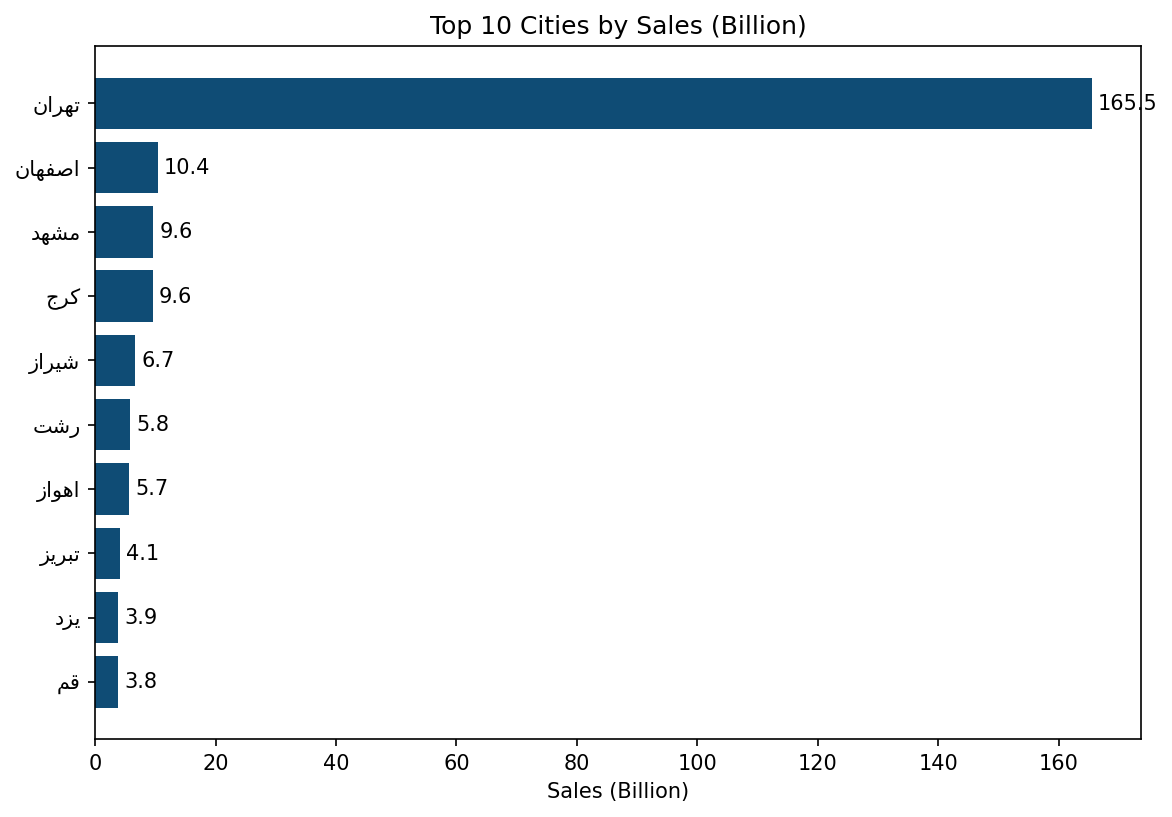 Top 10 Cities by Sales (Billion)
تهران 165.5
اصفهان 10.4
مشهد 9.6
کرج 9.6
شیراز 6.7
رشت 5.8
اهواز 5.7
تبریز 4.1
یزد 3.9
قم 3.8
0 20 40 60 80 100 120 140 160
Sales (Billion)